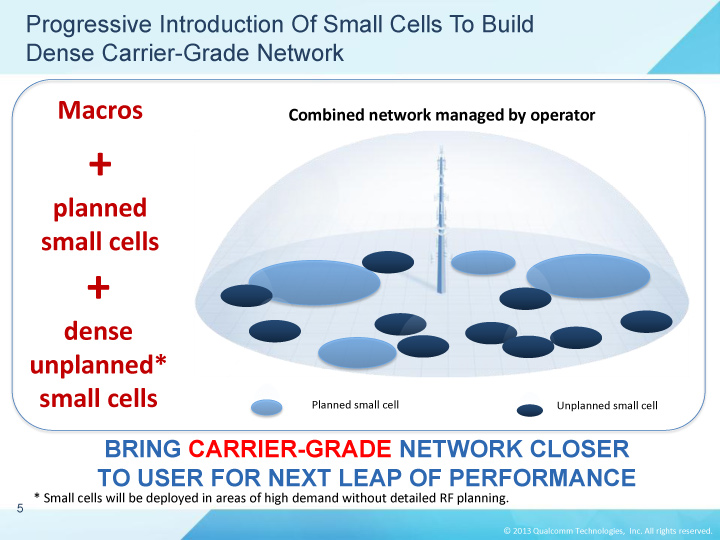 Progressive Introduction Of Small Cells To Build
Dense Carrier-Grade Network
Macros
+
planned
small cells
+
dense
unplanned*
small cells
Combined network managed by operator
Planned small cell
Unplanned small cell
BRING CARRIER-GRADE NETWORK CLOSER
TO USER FOR NEXT LEAP OF PERFORMANCE
* Small cells will be deployed in areas of high demand without detailed RF planning.
5
© 2013 Qualcomm Technologies, Inc. All rights reserved.